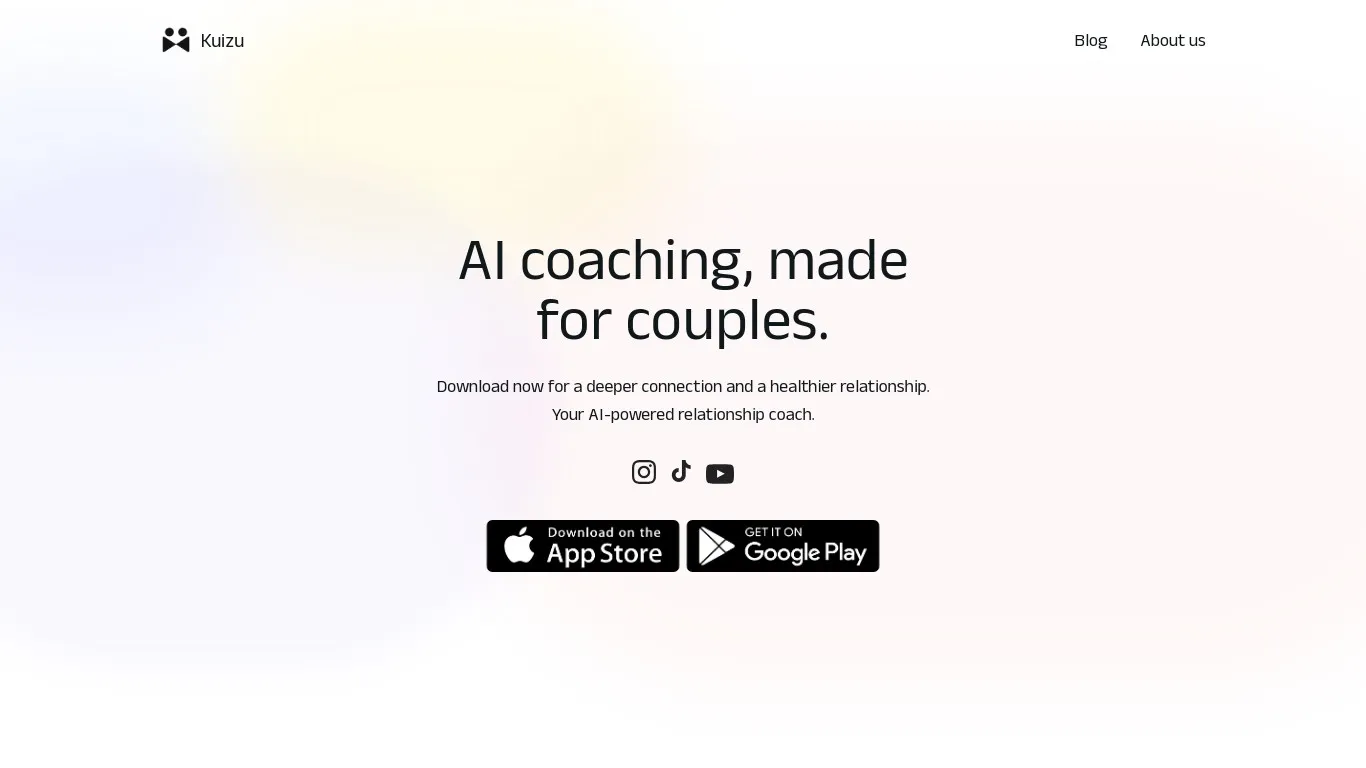 Kuizu
Blog
About us
AI coaching, made
for couples.
Download now for a deeper connection and a healthier relationship.
Your AI-powered relationship coach.
Download on the
App Store
GET IT ON
Google Play